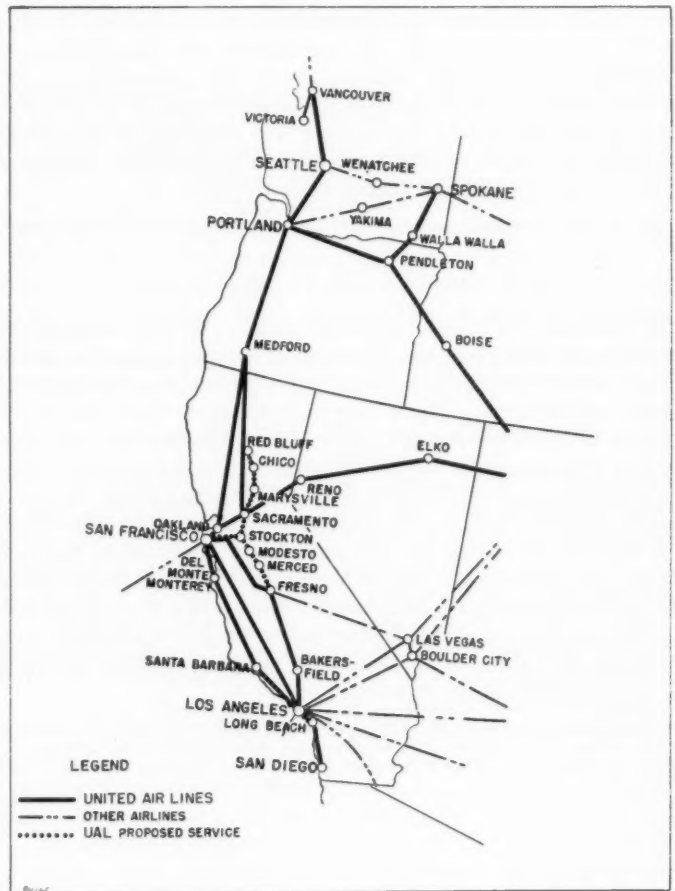 VANCOUVER
VICTORIA
SEATTLE
WENATCHEE
SPOKANE
PORTLAND
YAKIMA
WALLA WALLA
PENDLETON
BOISE
MEDFORD
RED BLUFF
CHICO
ELKO
RENO
MARYSVILLE
SACRAMENTO
OAKLAND
SAN FRANCISCO
STOCKTON
MODESTO
DEL
MONTE
MERCED
MONTEREY
FRESNO
LAS VEGAS
BOULDER CITY
SANTA BARBARA
BAKERS-
FIELD
LOS ANGELES
LONG BEACH
SAN DIEGO
LEGEND
UNITED AIR LINES
OTHER AIRLINES
UAL PROPOSED SERVICE